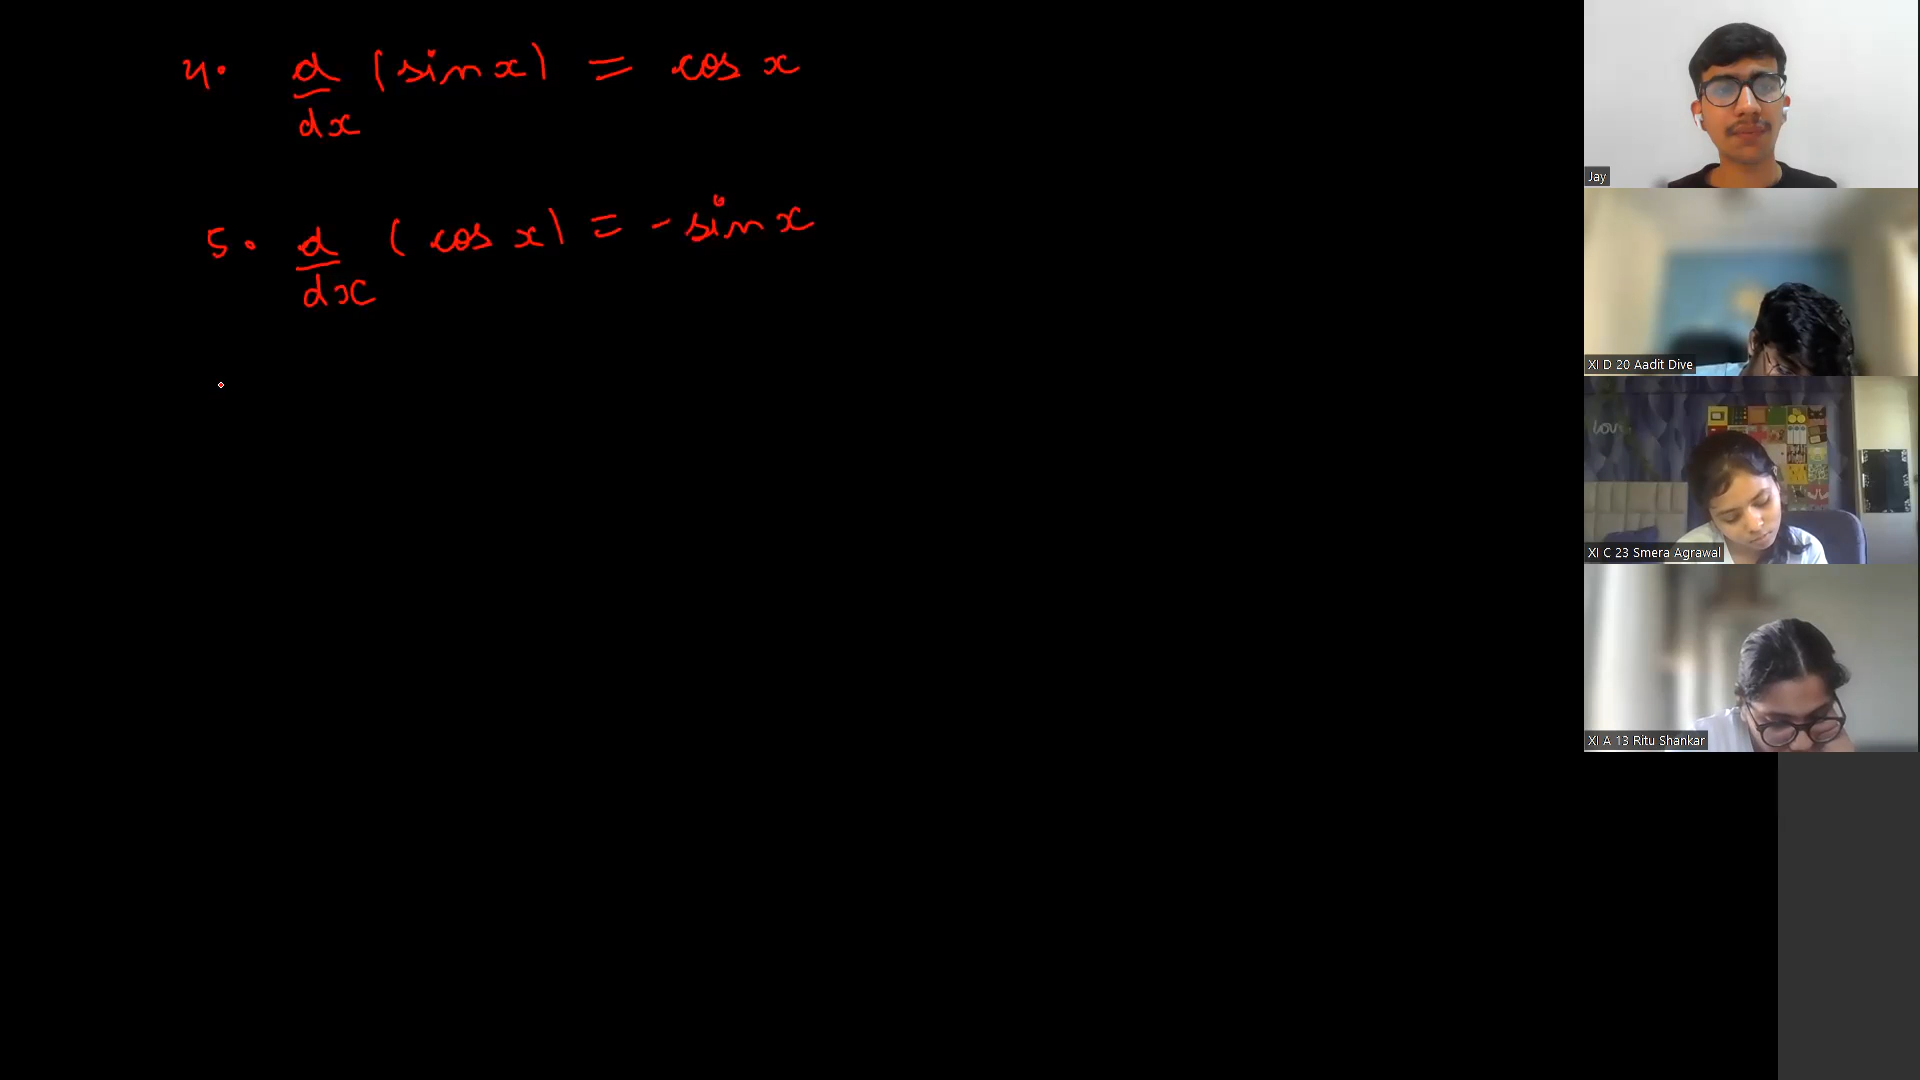 4. d/dx (sin x) = cos x
5. d/dx (cos x) = - sin x
Jay
XI D 20 Aadit Dive
love
XI C 23 Smera Agrawal
XI A 13 Ritu Shankar